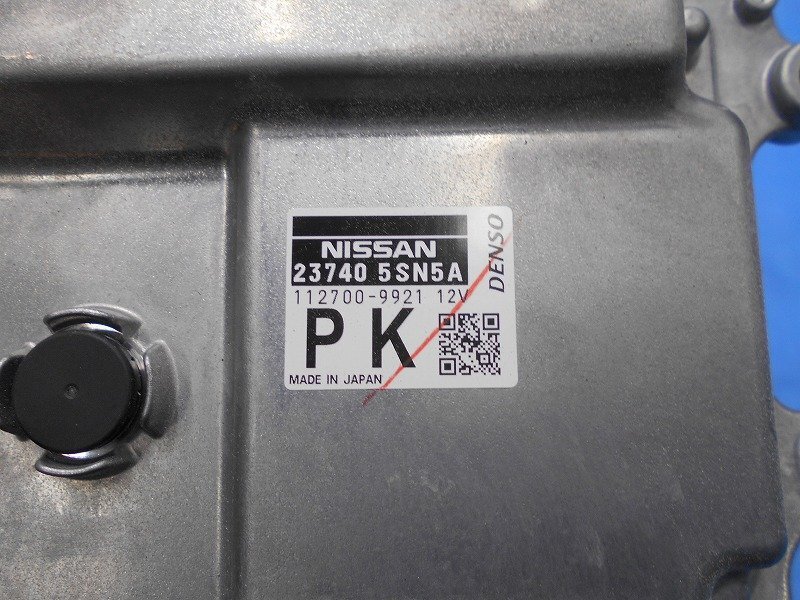 NISSAN
23740 5SN5A
DENSO
112700-9921 12V
PK
MADE IN JAPAN